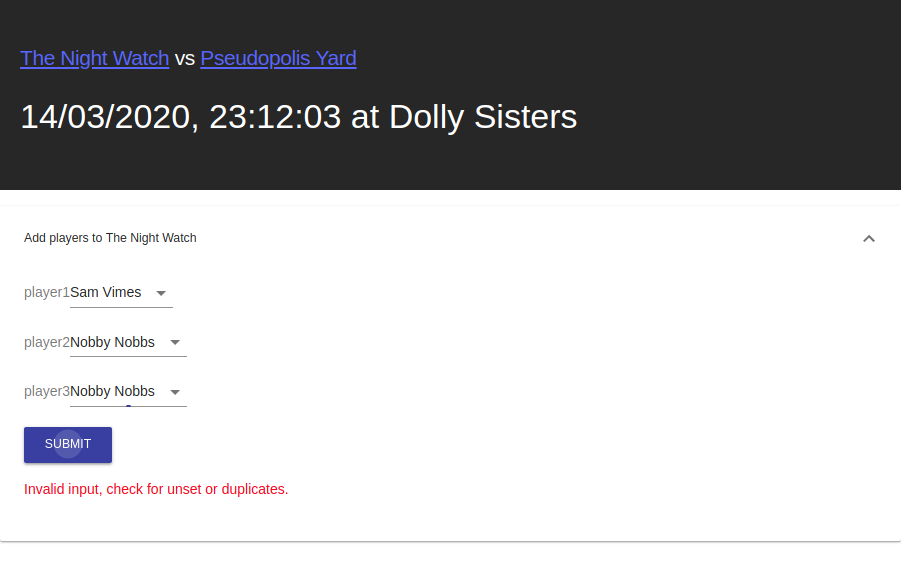 The Night Watch vs Pseudopolis Yard
14/03/2020, 23:12:03 at Dolly Sisters
Add players to The Night Watch
player1 Sam Vimes
player2 Nobby Nobbs
player3 Nobby Nobbs
SUBMIT
Invalid input, check for unset or duplicates.